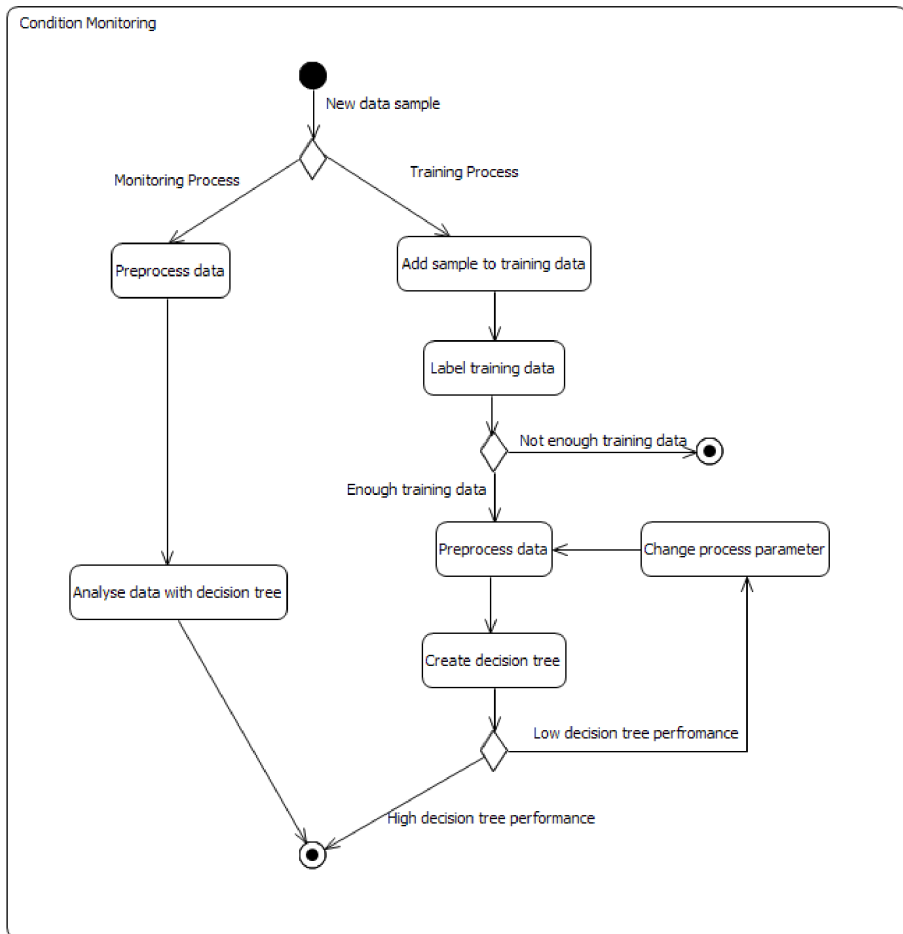 Condition Monitoring
New data sample
Monitoring Process
Training Process
Preprocess data
Add sample to training data
Label training data
Not enough training data
Enough training data
Preprocess data
Change process parameter
Analyse data with decision tree
Create decision tree
Low decision tree perfromance
High decision tree performance